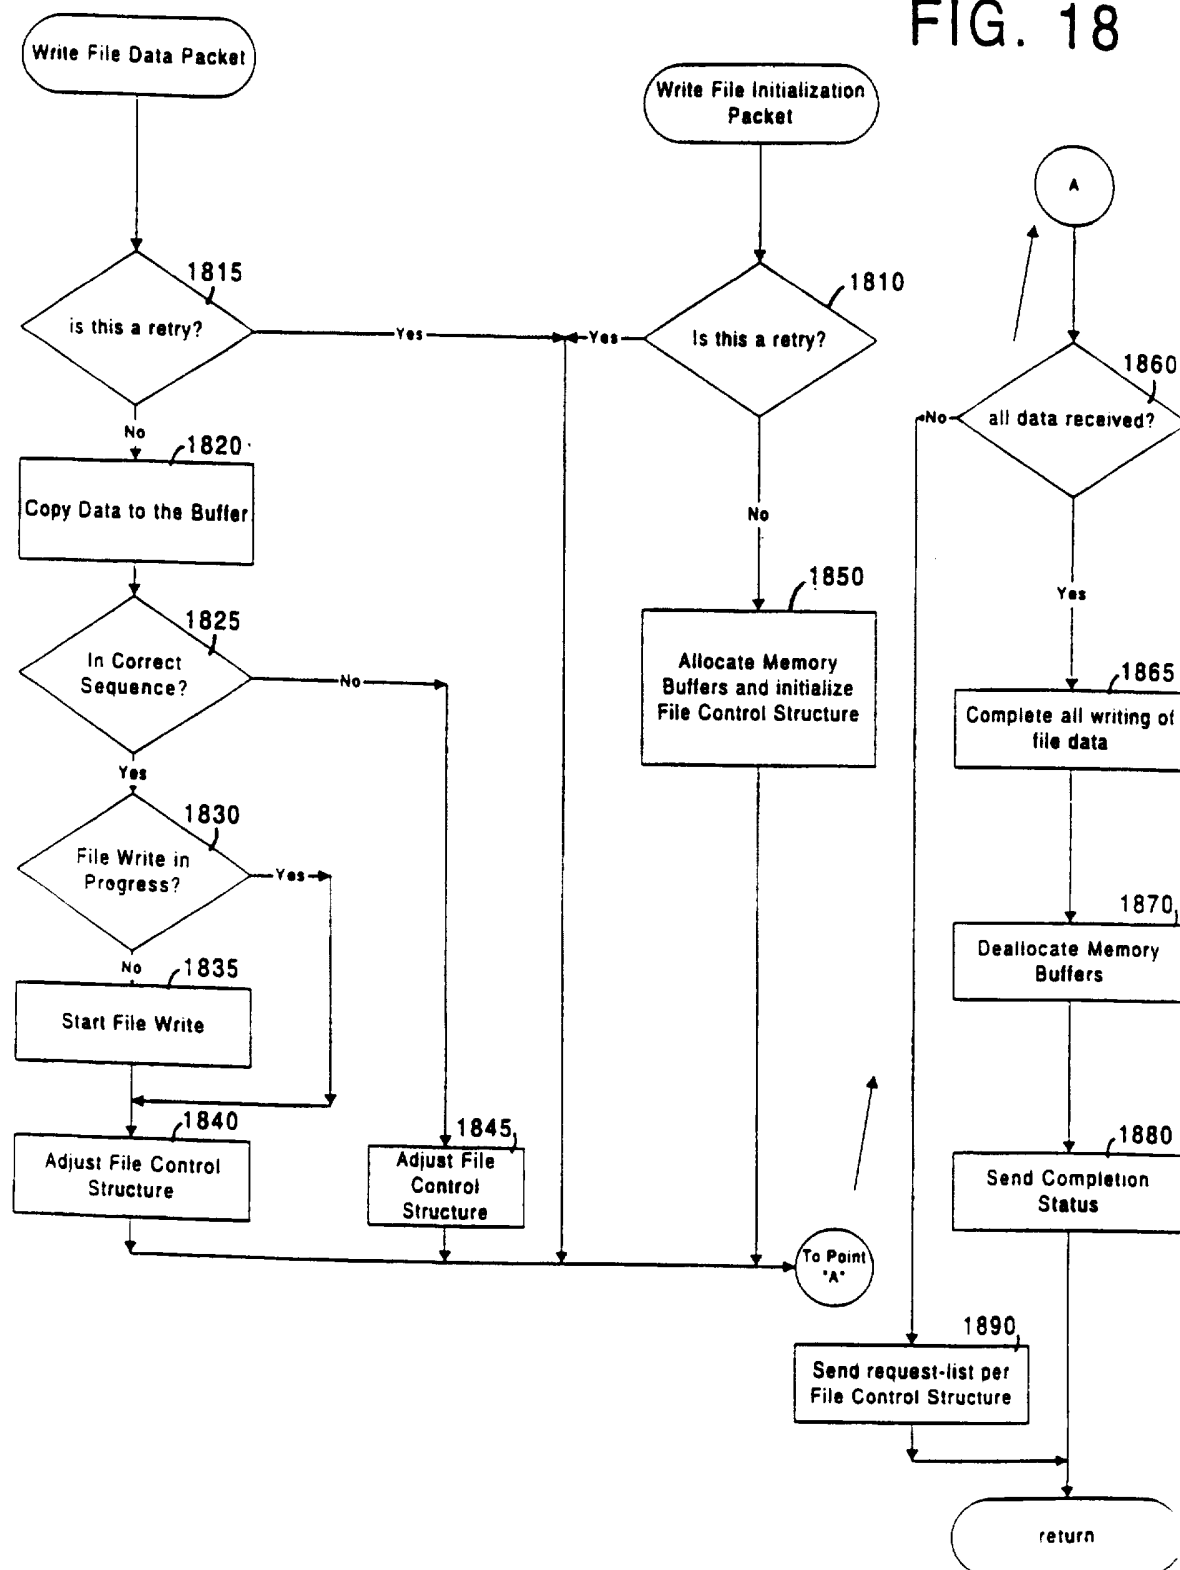 FIG. 18
Write File Data Packet
is this a retry?
1815
Yes
No
1820
Copy Data to the Buffer
1825
In Correct
Sequence?
No
Yes
1830
File Write in
Progress?
Yes
No
1835
Start File Write
1840
Adjust File Control
Structure
1845
Adjust File
Control
Structure
Write File Initialization
Packet
1810
Is this a retry?
Yes
No
1850
Allocate Memory
Buffers and initialize
File Control Structure
To Point
"A"
A
1860
all data received?
No
Yes
1865
Complete all writing of
file data
1870
Deallocate Memory
Buffers
1880
Send Completion
Status
1890
Send request-list per
File Control Structure
return